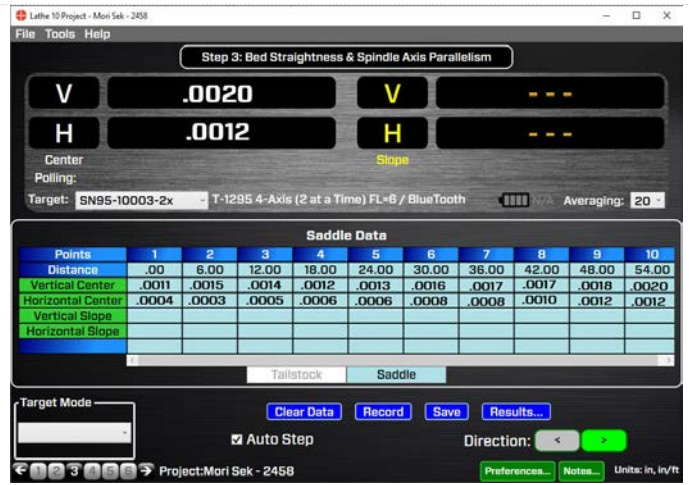 Lathe 10 Project - Mori Sek - 2458
File Tools Help
Step 3: Bed Straightness & Spindle Axis Parallelism
V .0020 V ---
H .0012 H ---
Center Slope
Polling:
Target: SN95-10003-2x T-1295 4-Axis (2 at a Time) FL=6 / BlueTooth N/A Averaging: 20
Saddle Data
Points 1 2 3 4 5 6 7 8 9 10
Distance .00 6.00 12.00 18.00 24.00 30.00 36.00 42.00 48.00 54.00
Vertical Center .0011 .0015 .0014 .0012 .0013 .0016 .0017 .0017 .0018 .0020
Horizontal Center .0004 .0003 .0005 .0006 .0006 .0008 .0008 .0010 .0012 .0012
Vertical Slope
Horizontal Slope
Tailstock Saddle
Target Mode
Clear Data Record Save Results...
Auto Step Direction: < >
1 2 3 4 5 6 Project:Mori Sek - 2458 Preferences... Notes... Units: in, in/ft